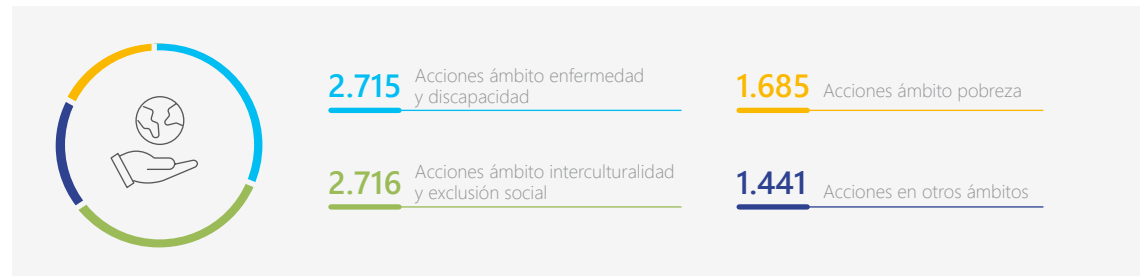 2.715 Acciones ámbito enfermedad
y discapacidad
1.685 Acciones ámbito pobreza
2.716 Acciones ámbito interculturalidad
y exclusión social
1.441 Acciones en otros ámbitos